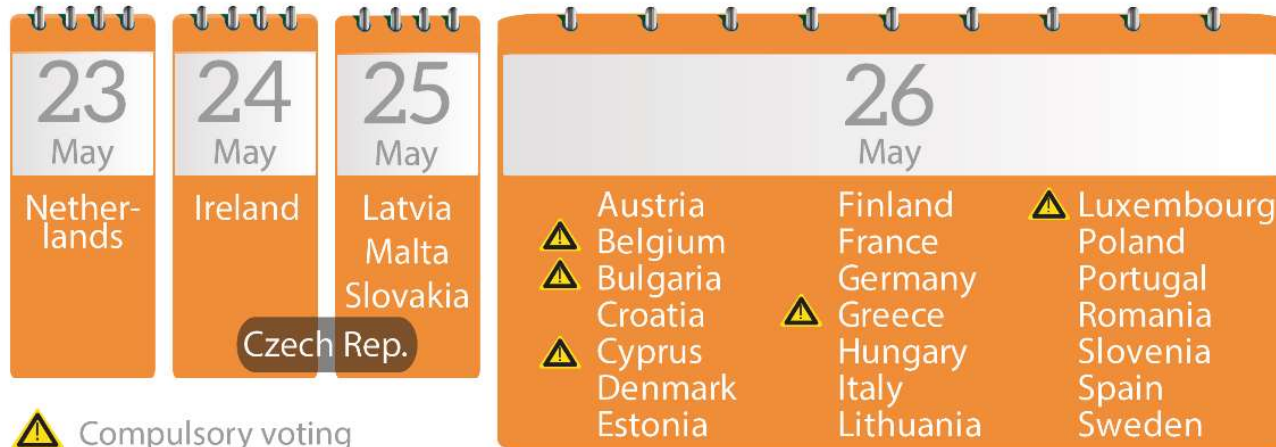 23
May
Nether-
lands
24
May
Ireland
25
May
Latvia
Malta
Slovakia
Czech Rep.
26
May
Austria
Belgium
Bulgaria
Croatia
Cyprus
Denmark
Estonia
Finland
France
Germany
Greece
Hungary
Italy
Lithuania
Luxembourg
Poland
Portugal
Romania
Slovenia
Spain
Sweden
Compulsory voting